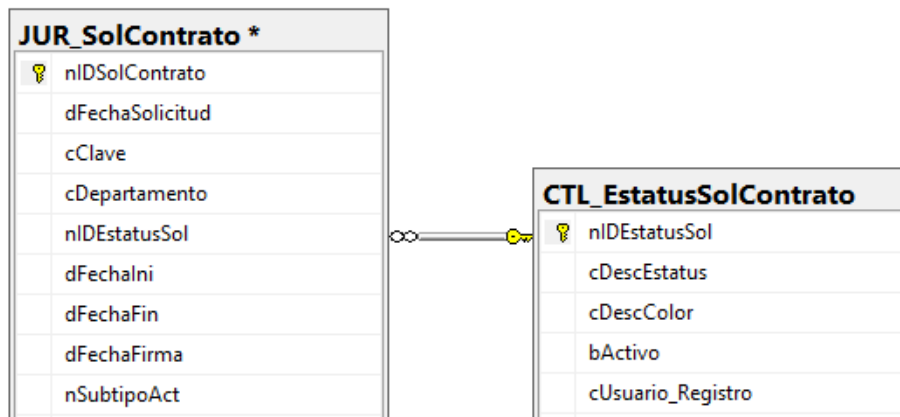 JUR_SolContrato *
nIDSolContrato
dFechaSolicitud
cClave
cDepartamento
nIDEstatusSol
dFechaIni
dFechaFin
dFechaFirma
nSubtipoAct
CTL_EstatusSolContrato
nIDEstatusSol
cDescEstatus
cDescColor
bActivo
cUsuario_Registro